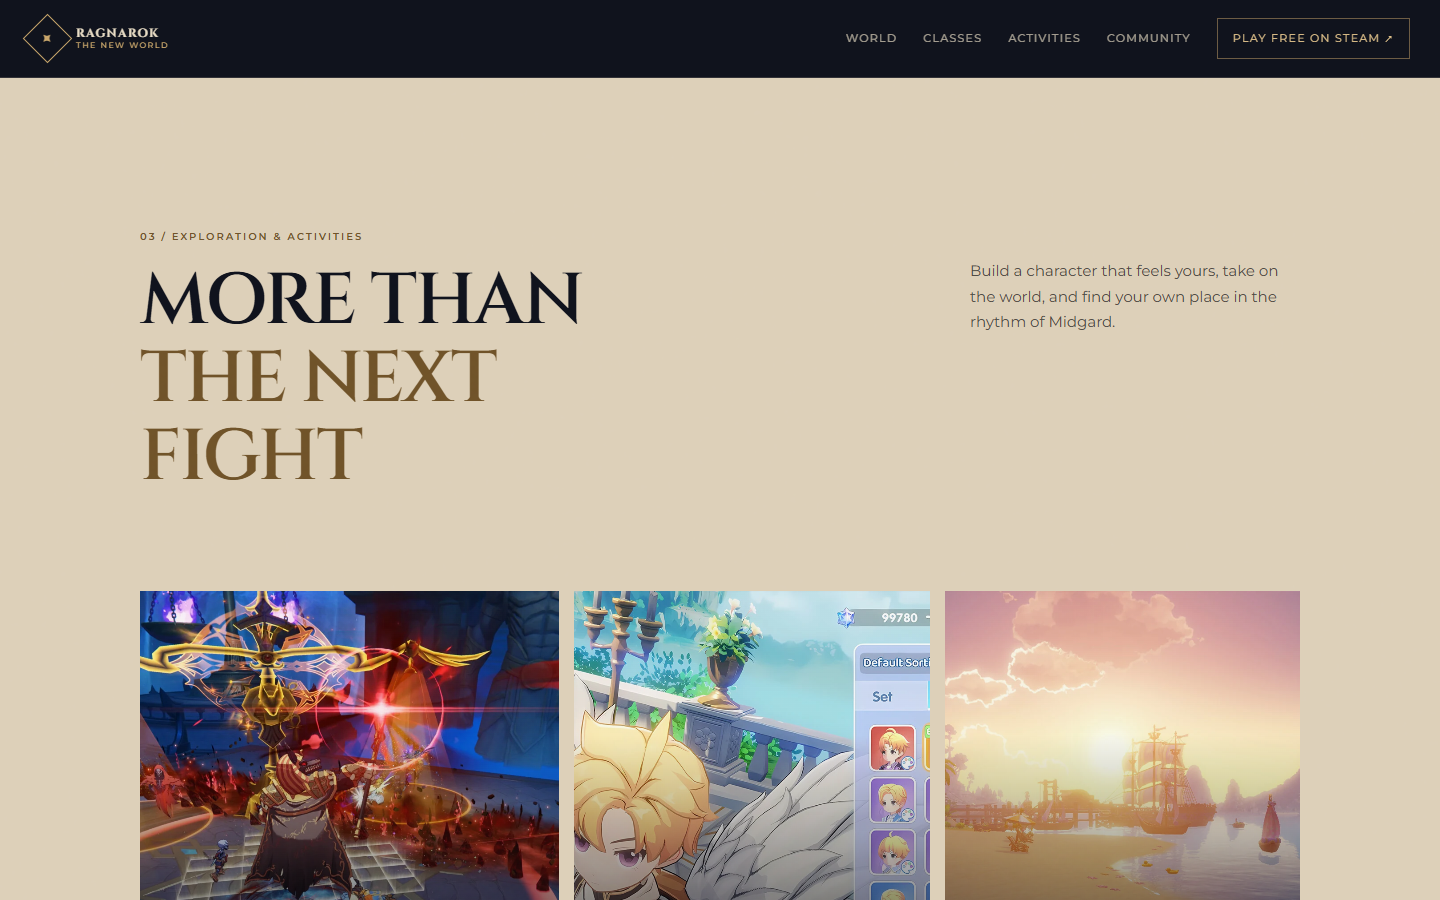 RAGNAROK
THE NEW WORLD
WORLD
CLASSES
ACTIVITIES
COMMUNITY
PLAY FREE ON STEAM ↗
03 / EXPLORATION & ACTIVITIES
MORE THAN
THE NEXT
FIGHT
Build a character that feels yours, take on
the world, and find your own place in the
rhythm of Midgard.
99780
Default Sorti
Set